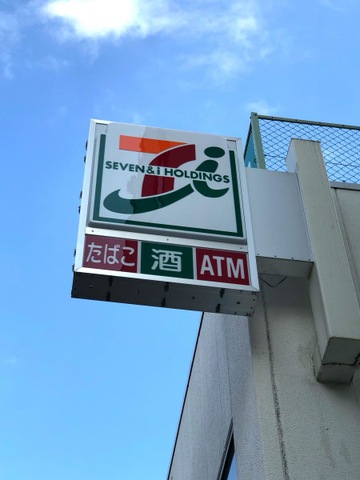 SEVEN & i HOLDINGS
たばこ 酒 ATM